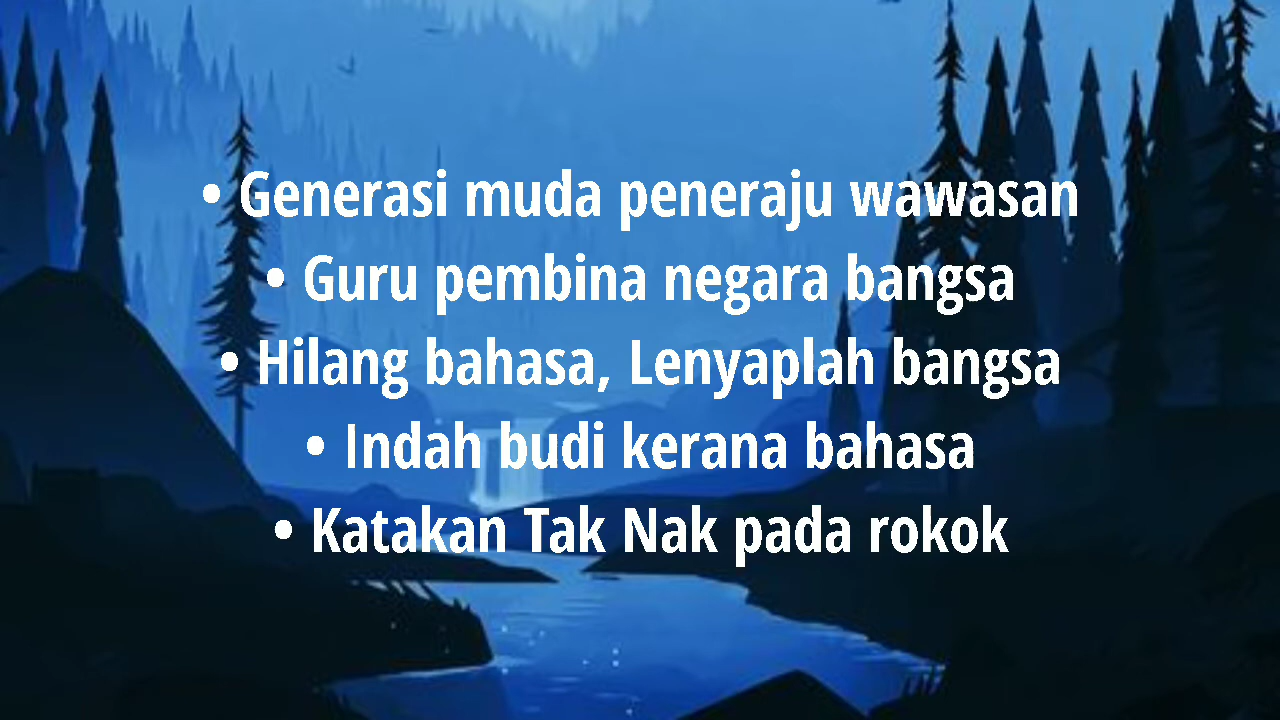 • Generasi muda peneraju wawasan
• Guru pembina negara bangsa
• Hilang bahasa, Lenyaplah bangsa
• Indah budi kerana bahasa
• Katakan Tak Nak pada rokok